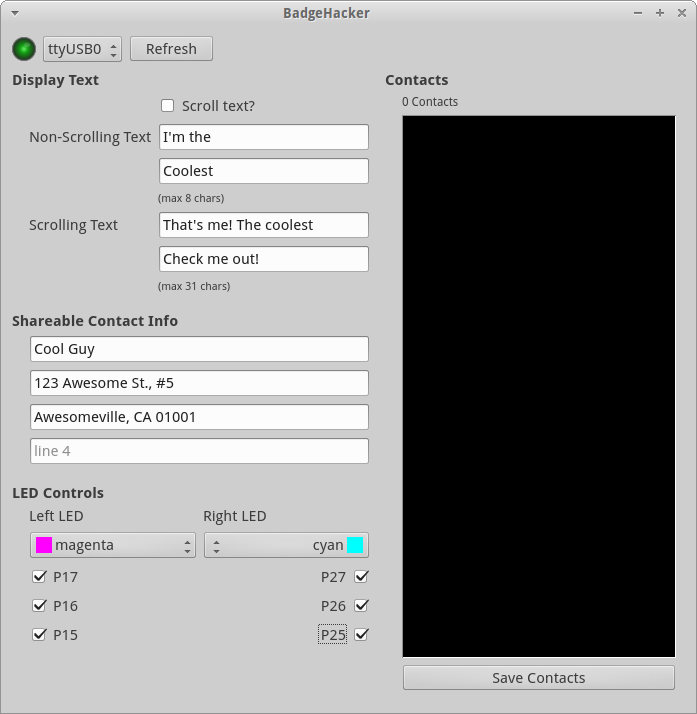 BadgeHacker
ttyUSB0
Refresh
Display Text
Scroll text?
Non-Scrolling Text
I'm the
Coolest
(max 8 chars)
Scrolling Text
That's me! The coolest
Check me out!
(max 31 chars)
Shareable Contact Info
Cool Guy
123 Awesome St., #5
Awesomeville, CA 01001
line 4
LED Controls
Left LED
Right LED
magenta
cyan
P17
P27
P16
P26
P15
P25
Contacts
0 Contacts
Save Contacts